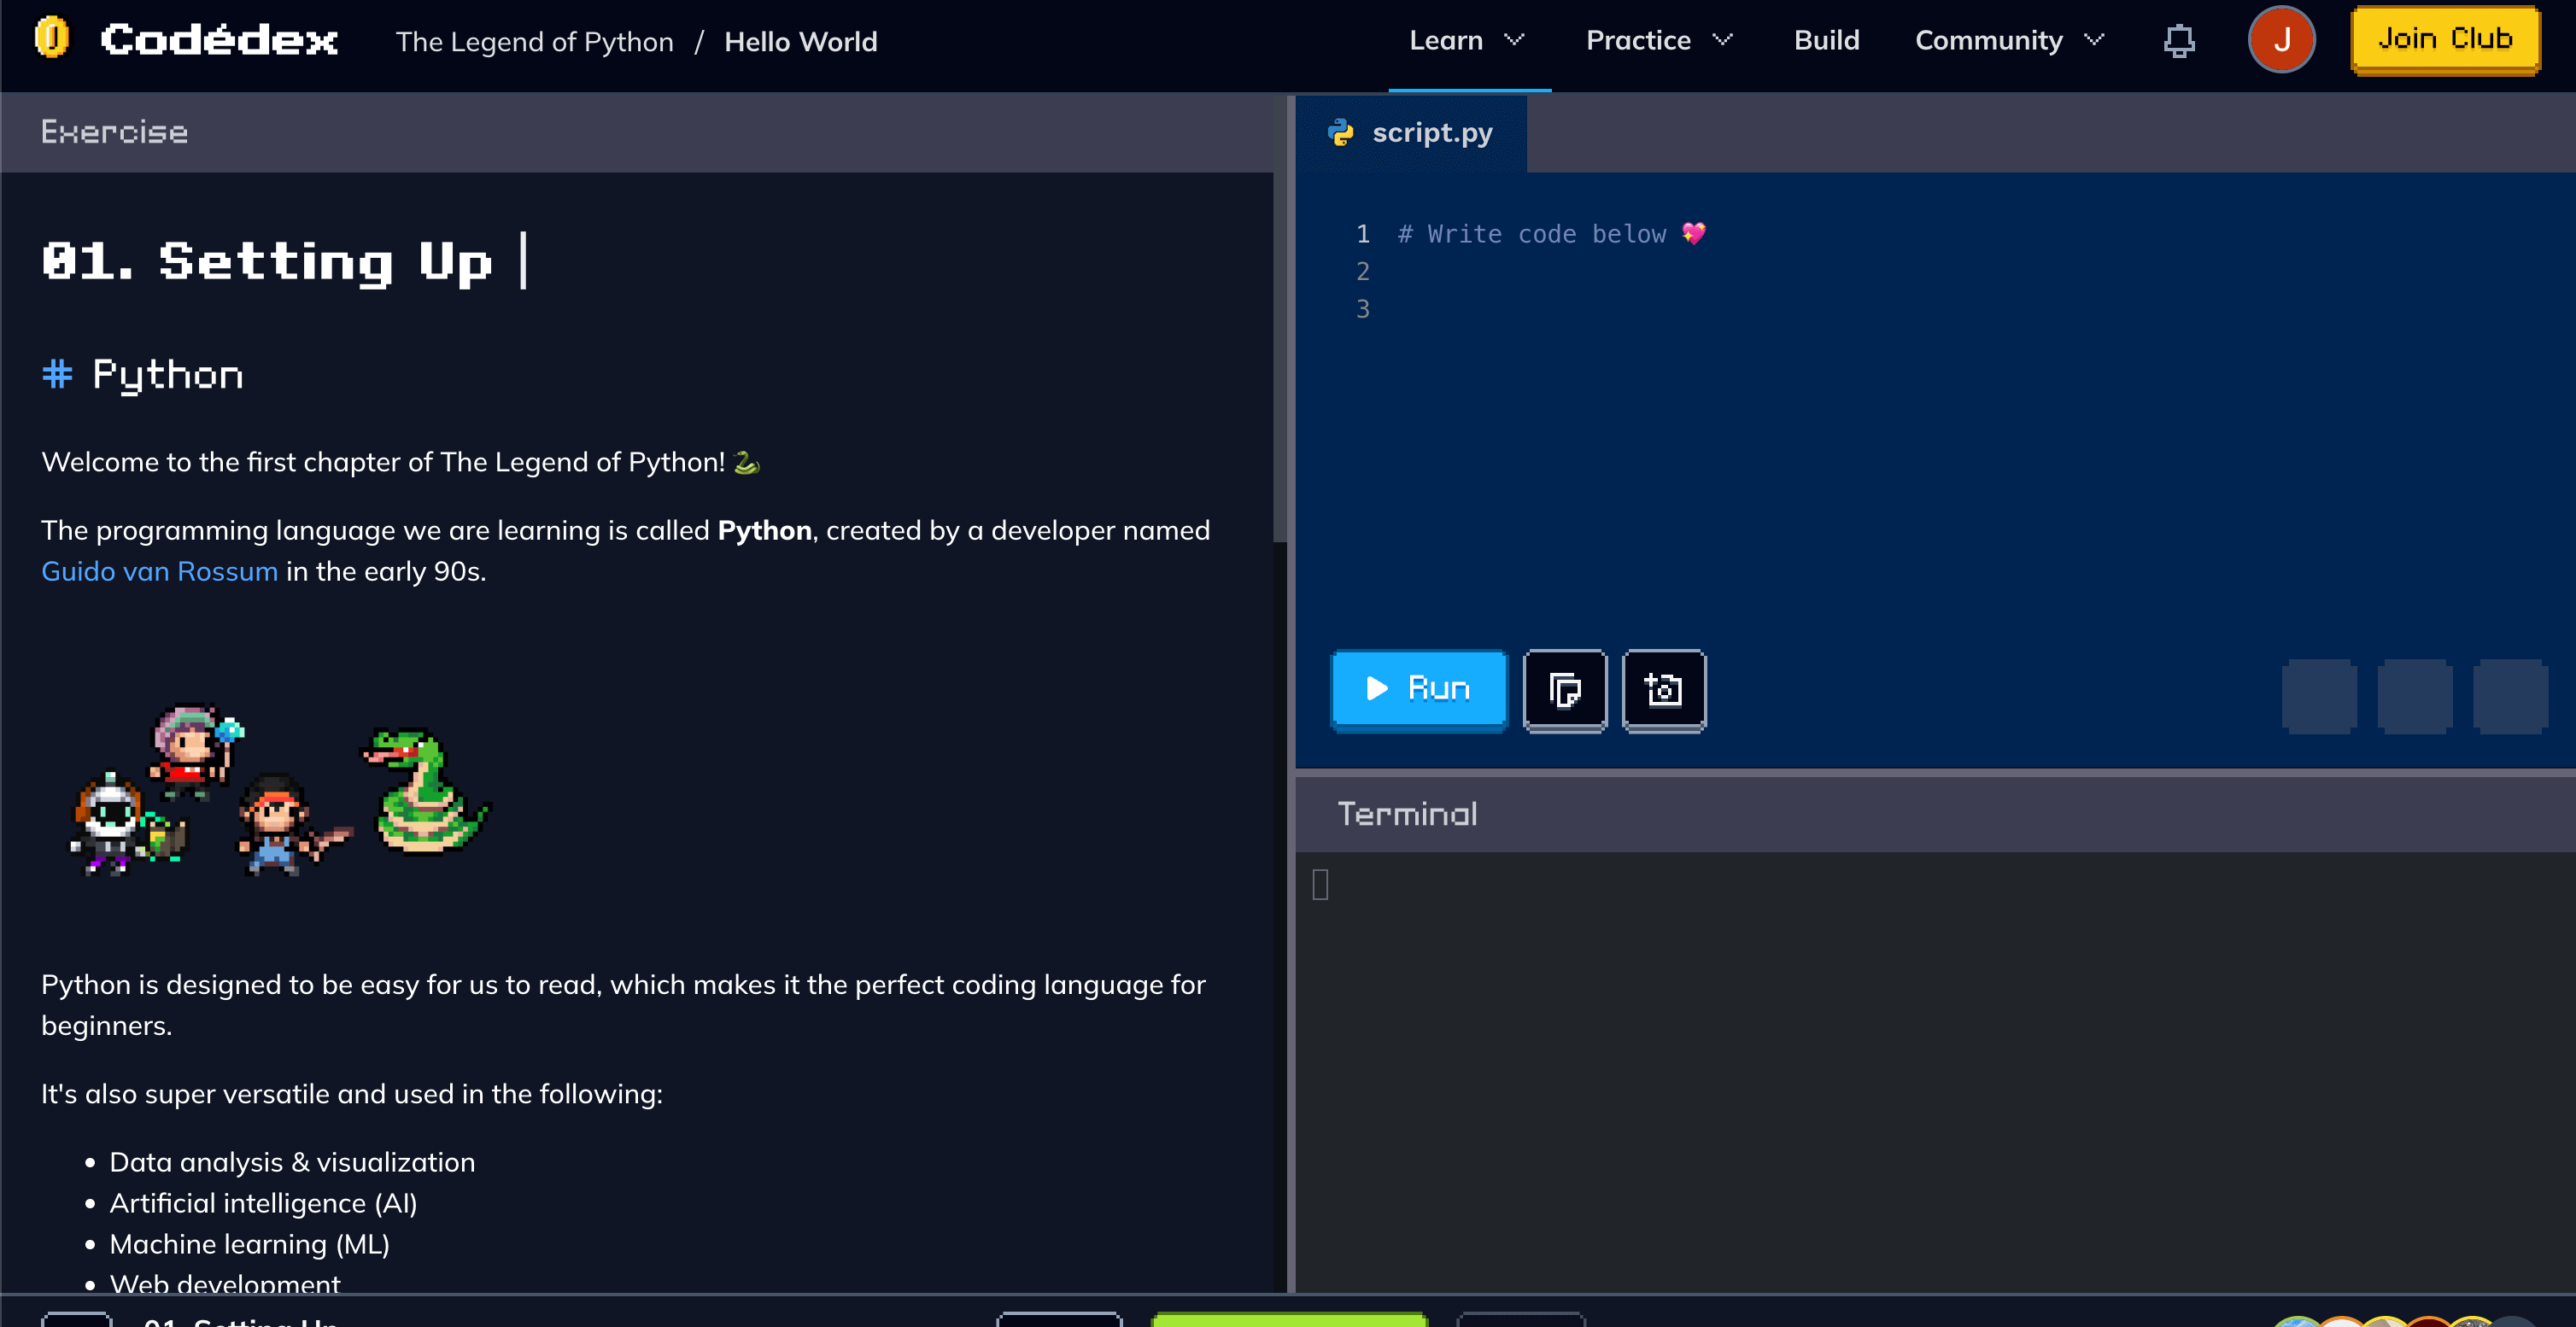 Codédex
The Legend of Python / Hello World
Learn
Practice
Build
Community
J
Join Club
Exercise
01. Setting Up
# Python
Welcome to the first chapter of The Legend of Python! 🐍
The programming language we are learning is called Python, created by a developer named
Guido van Rossum in the early 90s.
Python is designed to be easy for us to read, which makes it the perfect coding language for
beginners.
It's also super versatile and used in the following:
• Data analysis & visualization
• Artificial intelligence (AI)
• Machine learning (ML)
• Web development
script.py
1 # Write code below 💖
2
3
Run
Terminal
01. Setting Up